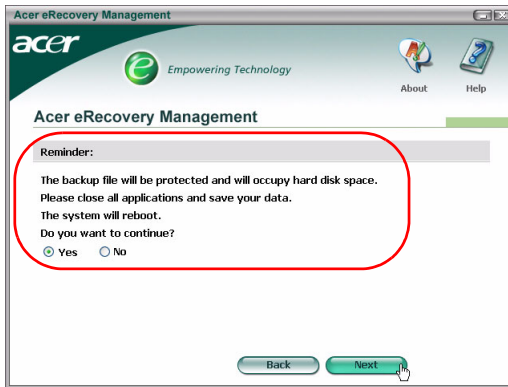 Acer eRecovery Management
acer
e
Empowering Technology
About
Help
Acer eRecovery Management
Reminder:
The backup file will be protected and will occupy hard disk space.
Please close all applications and save your data.
The system will reboot.
Do you want to continue?
Yes No
Back Next